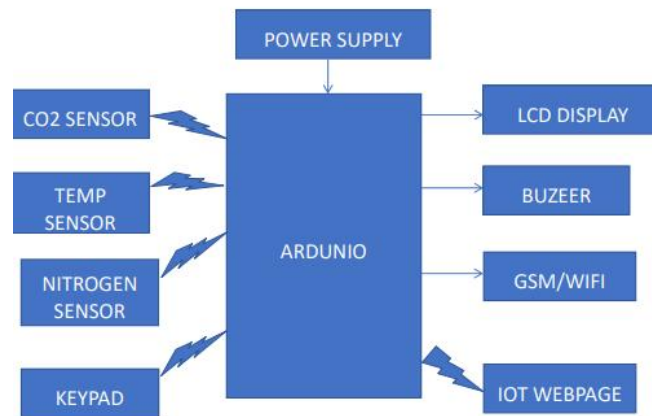 POWER SUPPLY
CO2 SENSOR
TEMP
SENSOR
NITROGEN
SENSOR
KEYPAD
ARDUNIO
LCD DISPLAY
BUZEER
GSM/WIFI
IOT WEBPAGE